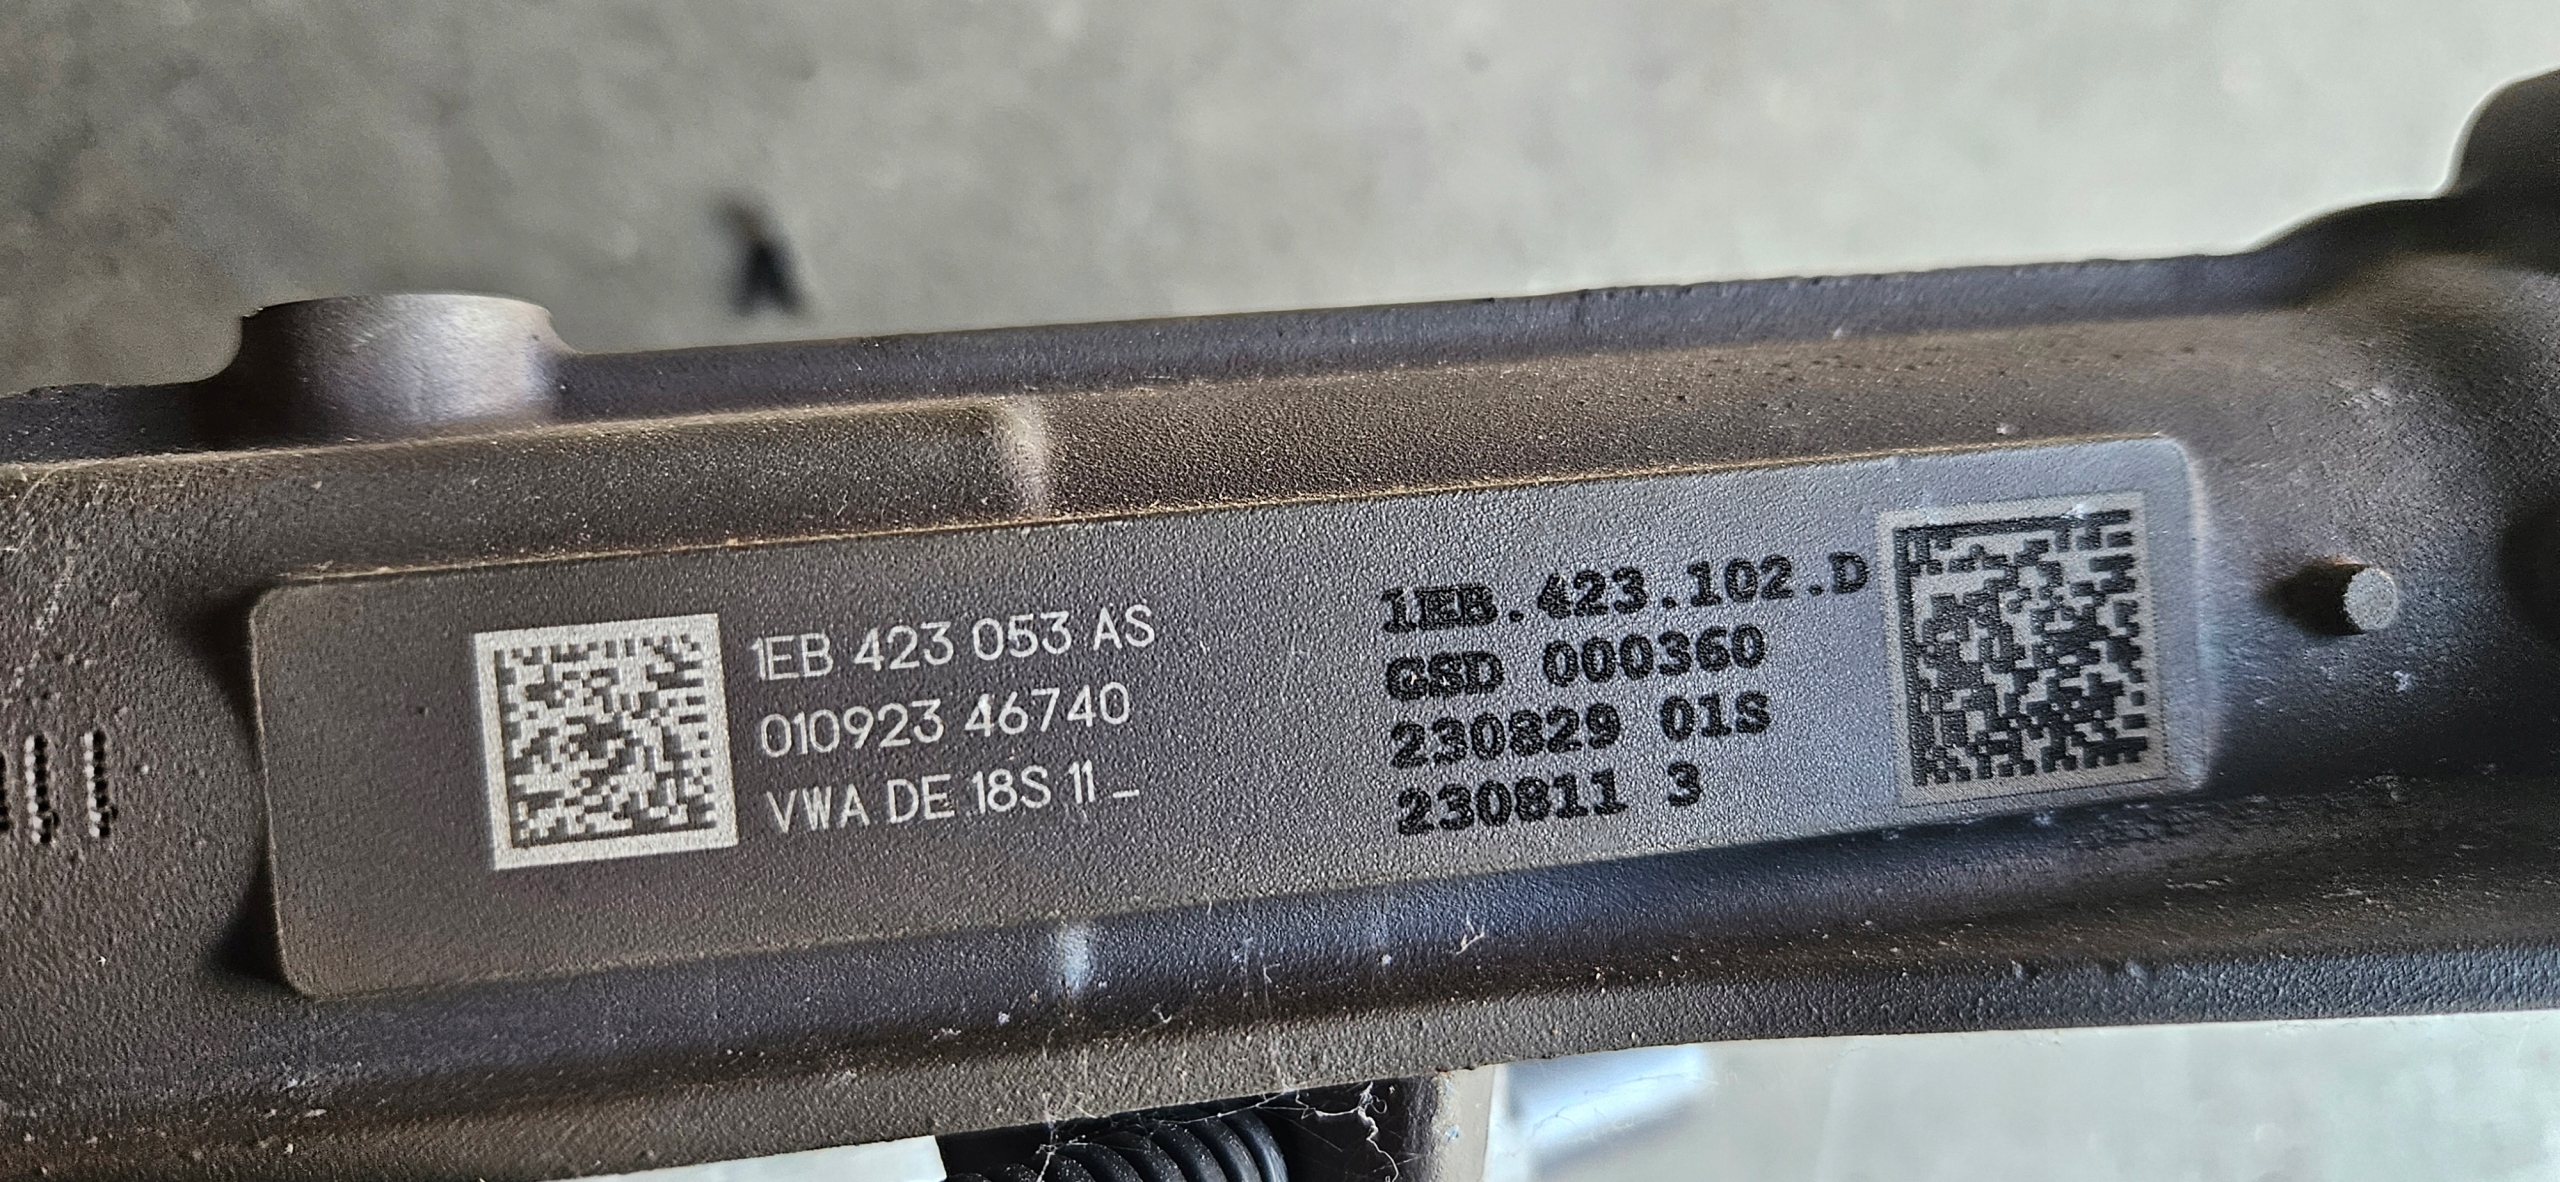 1EB 423 053 AS
010923 46740
VWA DE 18S 11 _
1EB.423.102.D
GSD 000360
230829 01S
230811 3